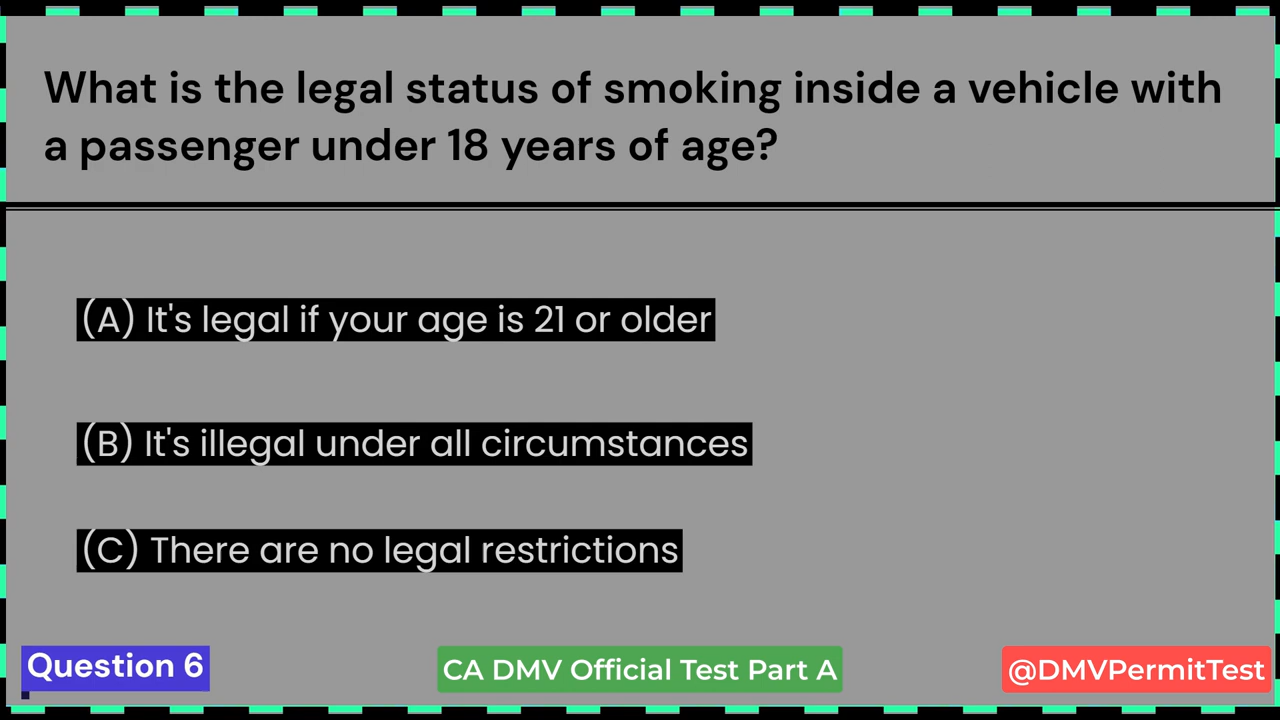 What is the legal status of smoking inside a vehicle with
a passenger under 18 years of age?
(A) It's legal if your age is 21 or older
(B) It's illegal under all circumstances
(C) There are no legal restrictions
Question 6
CA DMV Official Test Part A
@DMVPermitTest